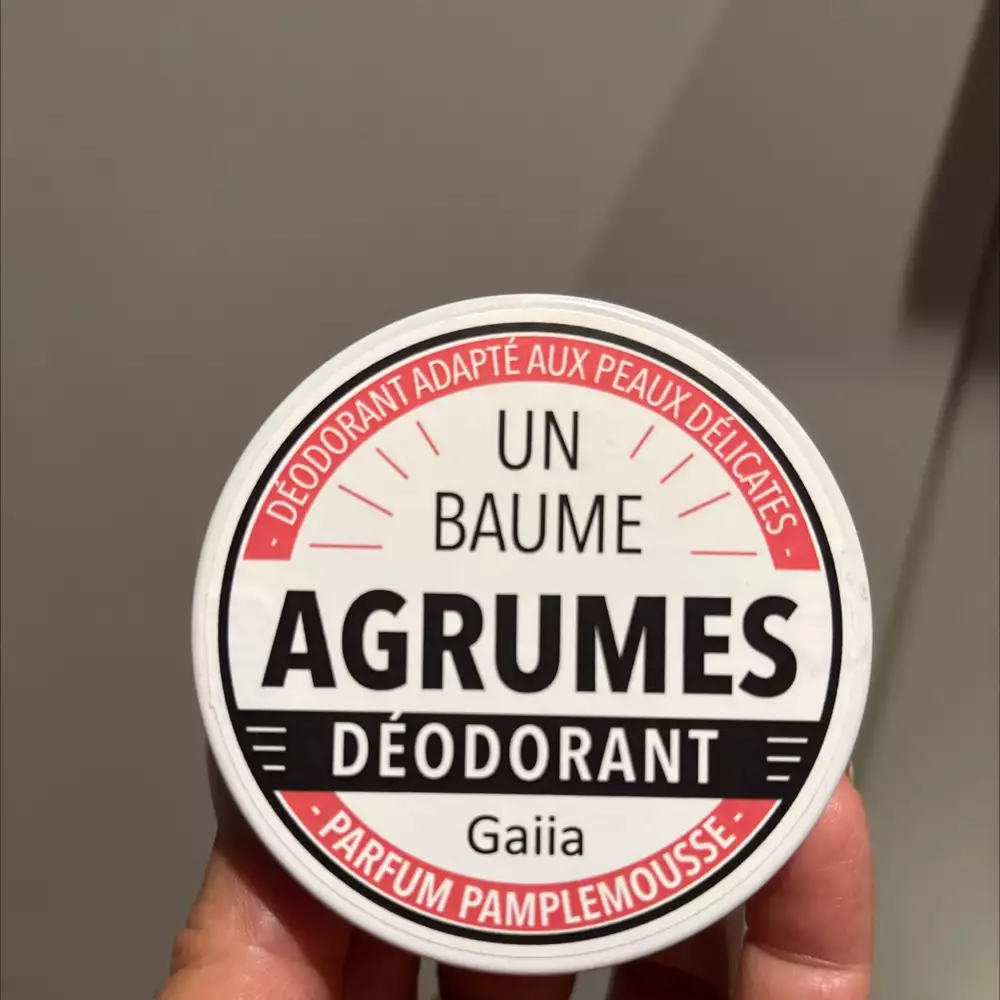 DÉODORANT ADAPTÉ AUX PEAUX DÉLICATES
UN
BAUME
AGRUMES
DÉODORANT
Gaiia
PARFUM PAMPLEMOUSSE